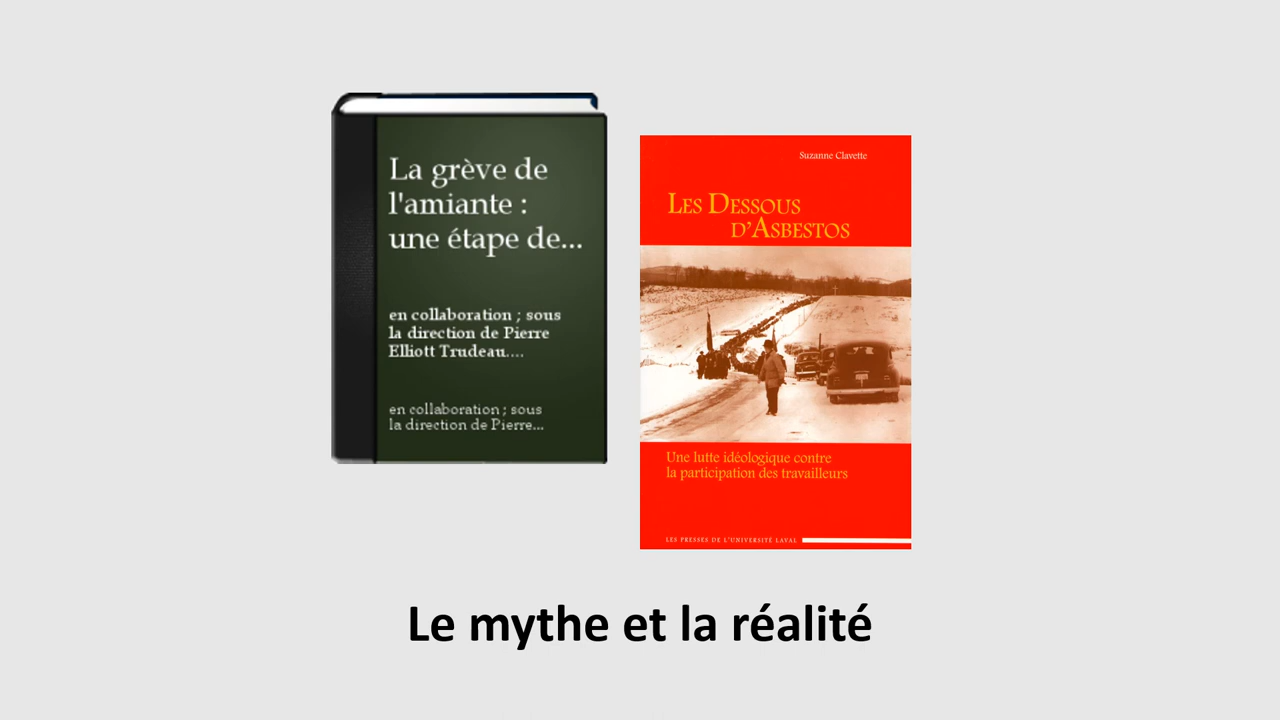 La grève de
l'amiante :
une étape de...
en collaboration ; sous
la direction de Pierre
Elliott Trudeau....
en collaboration ; sous
la direction de Pierre...
Suzanne Clavette
LES DESSOUS
D'ASBESTOS
Une lutte idéologique contre
la participation des travailleurs
LES PRESSES DE L'UNIVERSITÉ LAVAL
Le mythe et la réalité